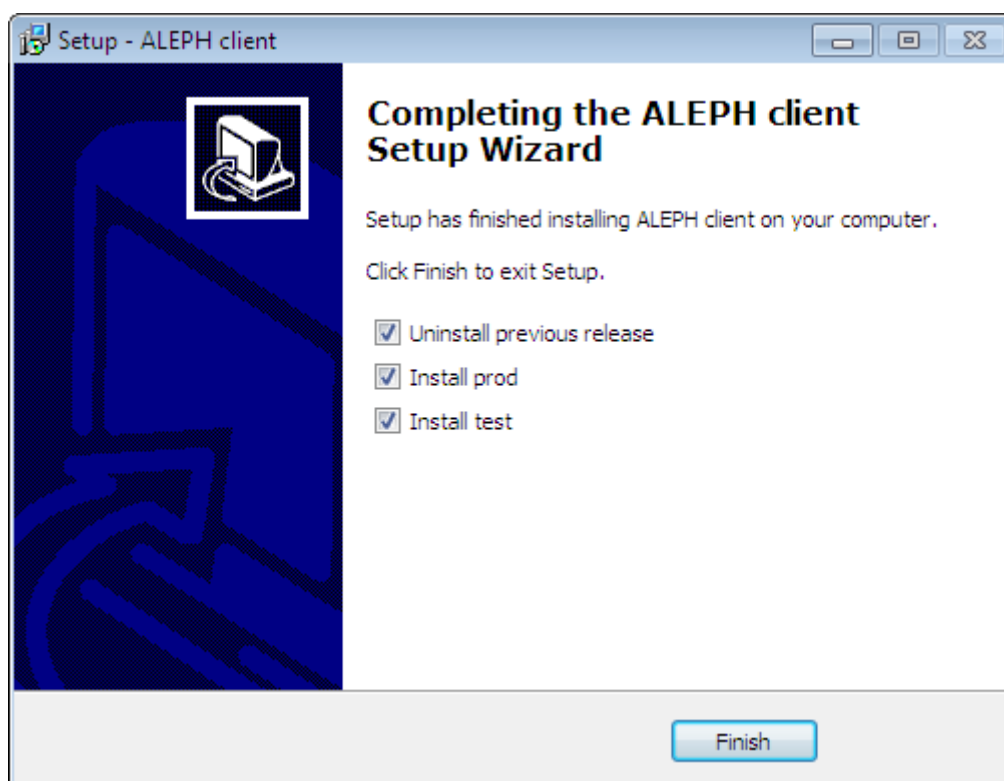 Setup - ALEPH client
Completing the ALEPH client
Setup Wizard
Setup has finished installing ALEPH client on your computer.
Click Finish to exit Setup.
Uninstall previous release
Install prod
Install test
Finish